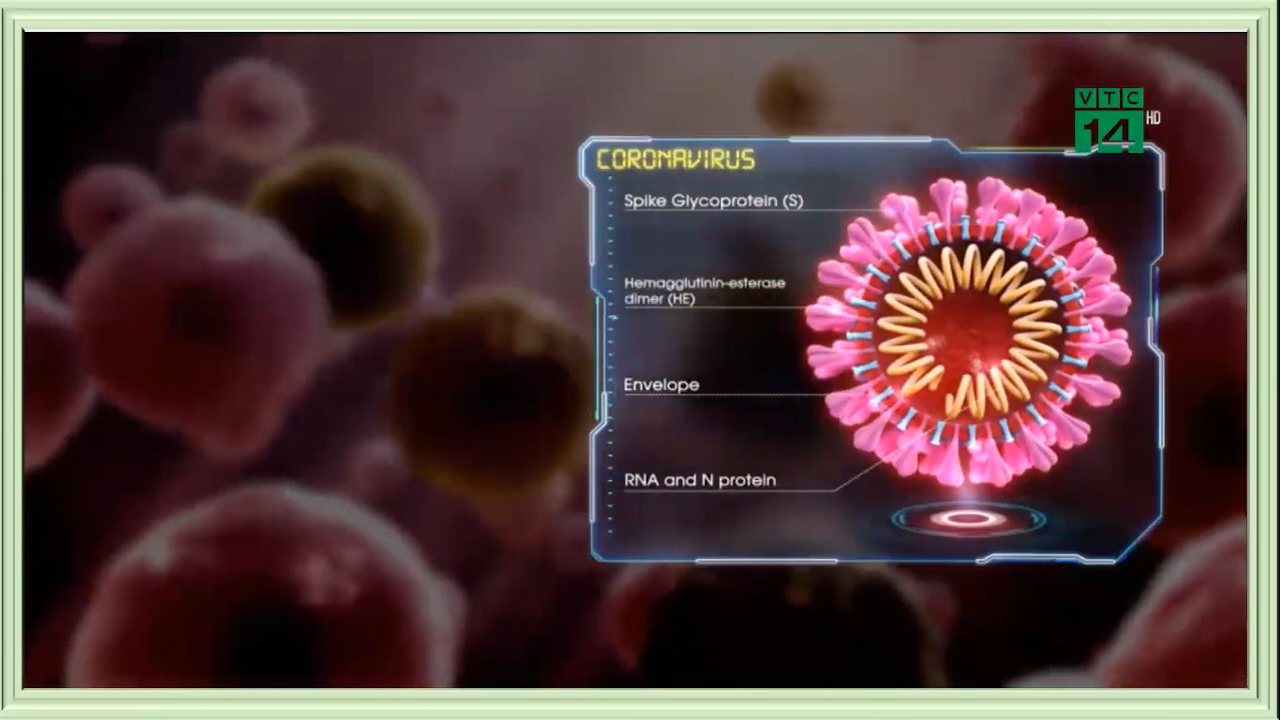 VTC
14
HD
CORONAVIRUS
Spike Glycoprotein (S)
Hemagglutinin-esterase
dimer (HE)
Envelope
RNA and N protein